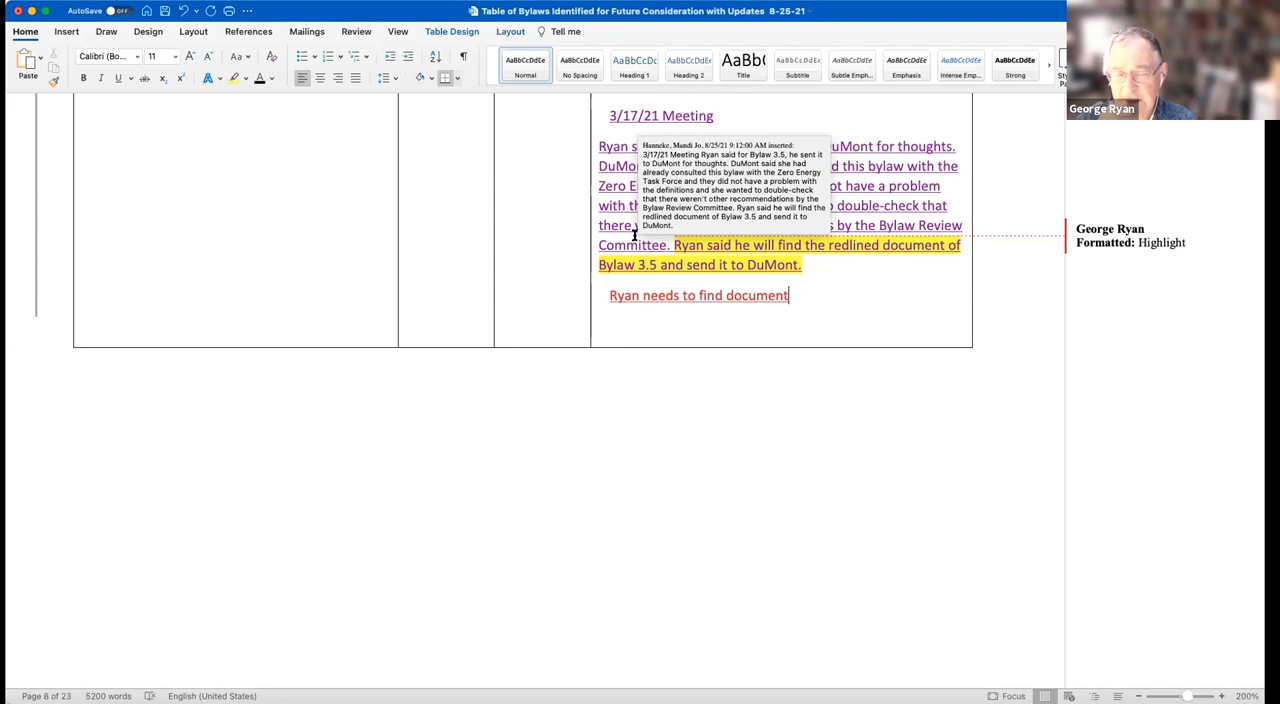 AutoSave OFF
Table of Bylaws Identified for Future Consideration with Updates 8-25-21
Home Insert Draw Design Layout References Mailings Review View Table Design Layout Tell me
Paste
Calibri (Bo... 11
AaBbCcDdEe Normal
AaBbCcDdEe No Spacing
AaBbCcDc Heading 1
AaBbCcDdEe Heading 2
AaBb( Title
AaBbCcDdEe Subtitle
AaBbCcDdEe Subtle Emph...
AaBbCcDdEe Emphasis
AaBbCcDdEe Intense Emp...
AaBbCcDdEe Strong
George Ryan
3/17/21 Meeting
Hanneke, Mandi Jo, 8/25/21 9:12:00 AM inserted:
3/17/21 Meeting Ryan said for Bylaw 3.5, he sent it
to DuMont for thoughts. DuMont said she had
already consulted this bylaw with the Zero Energy
Task Force and they did not have a problem with
the definitions and she wanted to double-check
that there weren't other recommendations by the
Bylaw Review Committee. Ryan said he will find the
redlined document of Bylaw 3.5 and send it to
DuMont.
Ryan s uMont for thoughts.
DuMo d this bylaw with the
Zero E ot have a problem
with th o double-check that
there s by the Bylaw Review
Committee. Ryan said he will find the redlined document of
Bylaw 3.5 and send it to DuMont.
Ryan needs to find document
George Ryan
Formatted: Highlight
Page 8 of 23 5200 words English (United States) Focus 200%